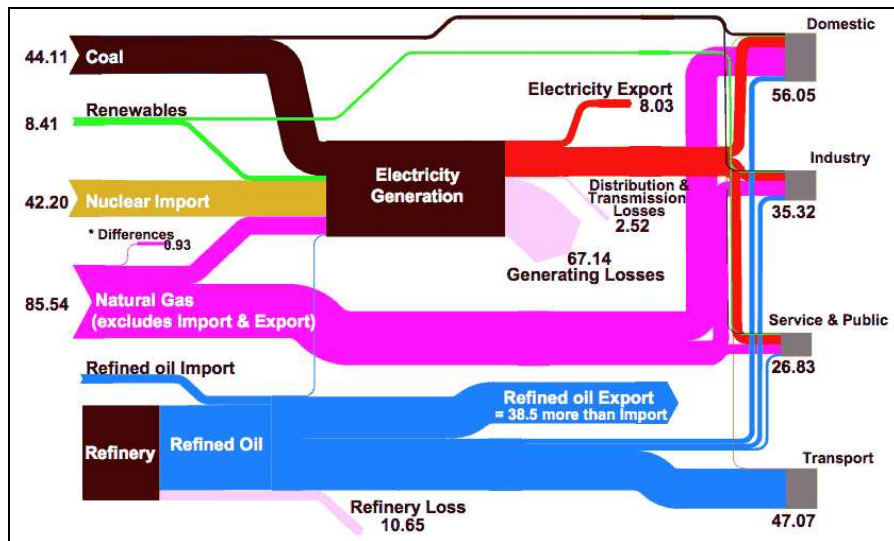 Domestic
44.11 Coal
Electricity Export
8.03
56.05
Renewables
8.41
Electricity
Generation
Industry
35.32
42.20 Nuclear Import
Distribution &
Transmission
Losses
2.52
* Differences
0.93
67.14
Generating Losses
85.54 Natural Gas
(excludes Import & Export)
Service & Public
26.83
Refined oil Import
Refined oil Export
= 38.5 more than Import
Refinery
Refined Oil
Transport
47.07
Refinery Loss
10.65